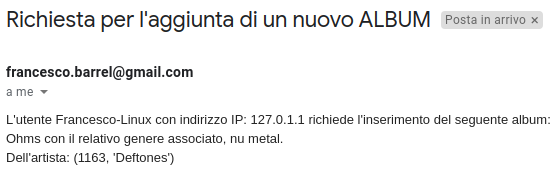 Richiesta per l'aggiunta di un nuovo ALBUM Posta in arrivo ×
francesco.barrel@gmail.com
a me
L'utente Francesco-Linux con indirizzo IP: 127.0.1.1 richiede l'inserimento del seguente album:
Ohms con il relativo genere associato, nu metal.
Dell'artista: (1163, 'Deftones')